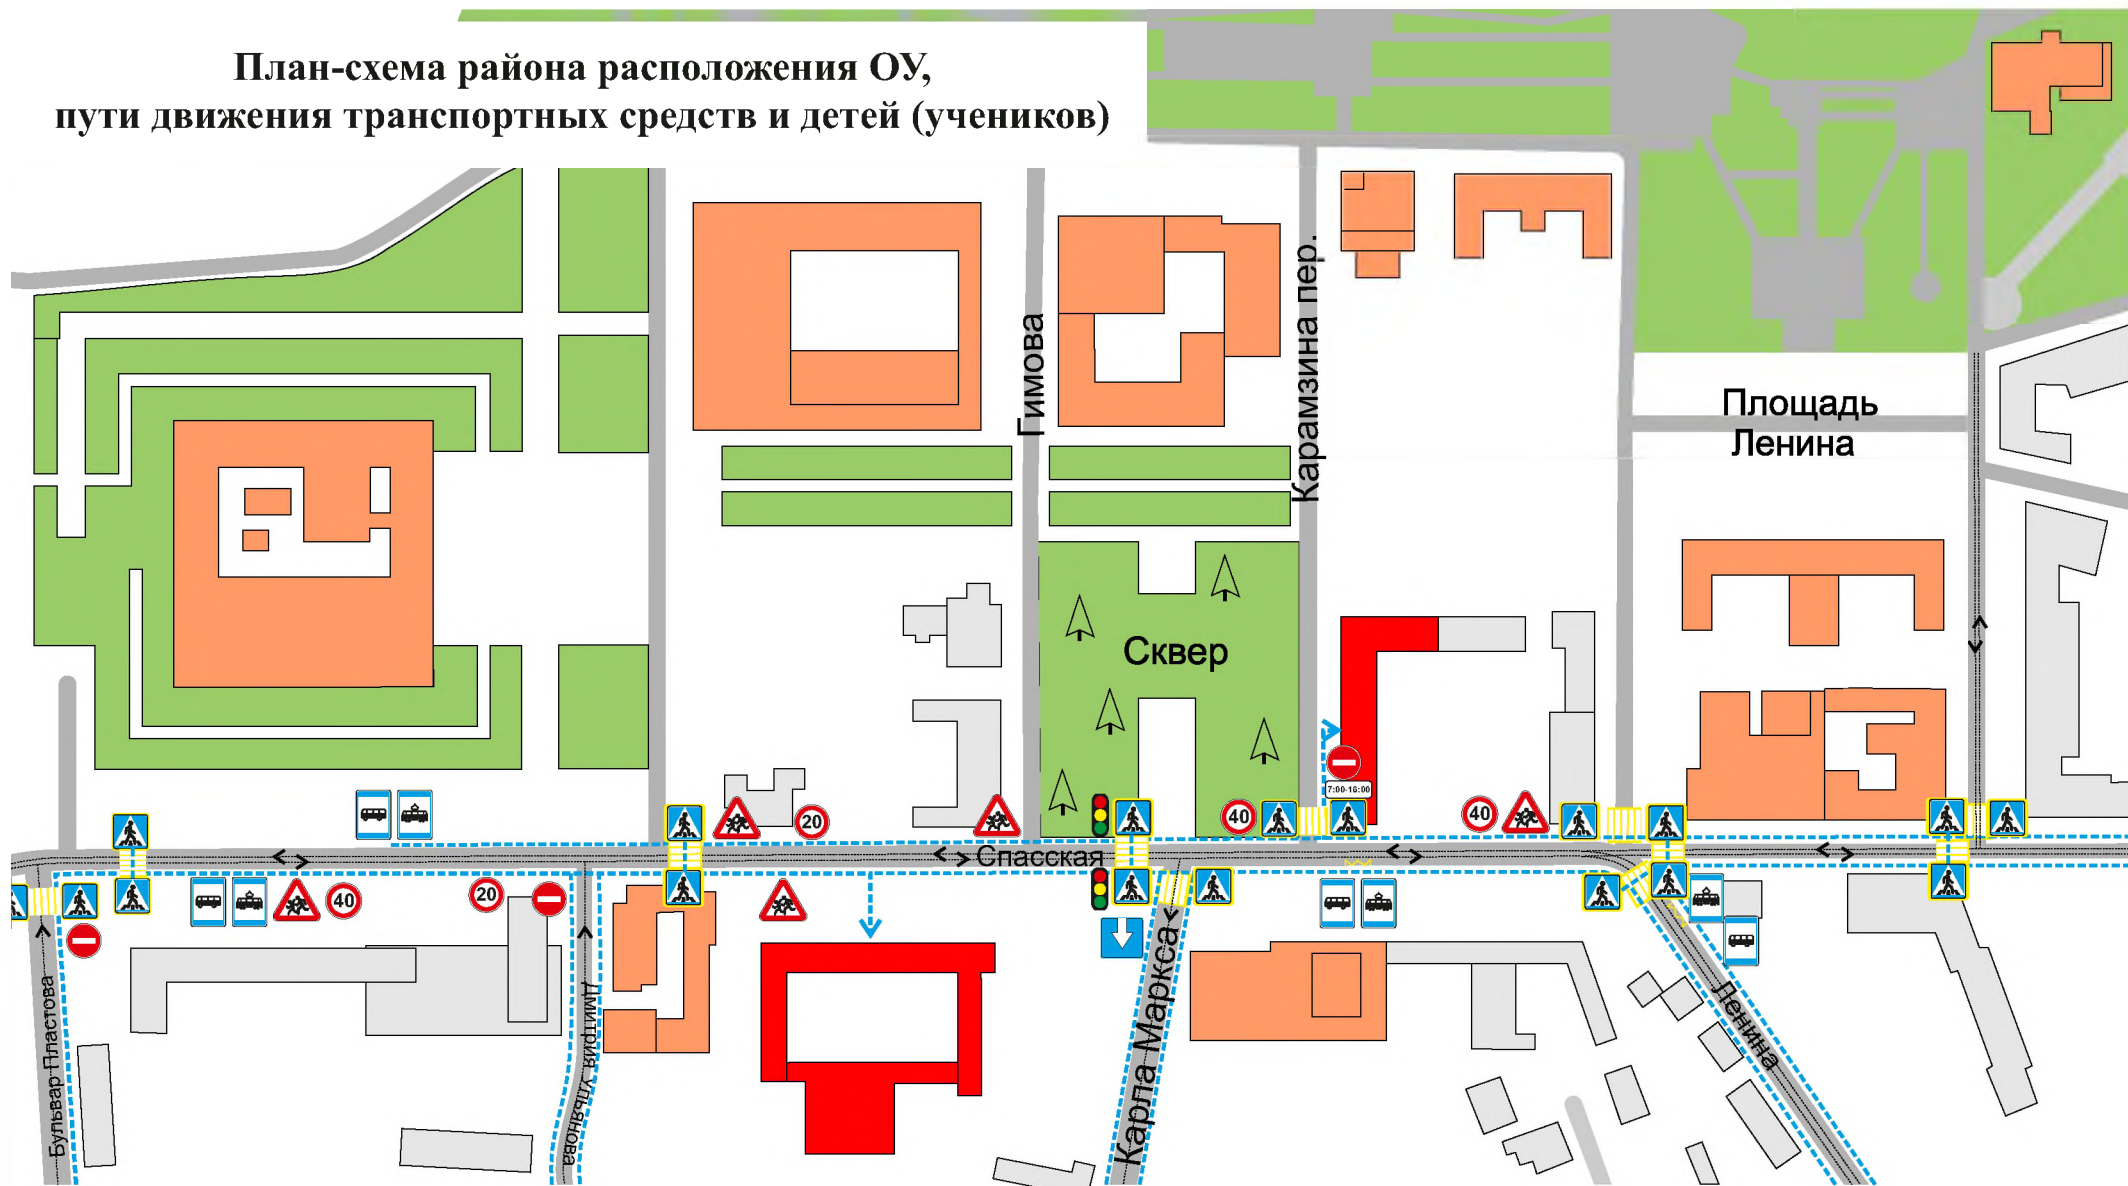 План-схема района расположения ОУ,
пути движения транспортных средств и детей (учеников)
Гимова
Карамзина пер.
Площадь
Ленина
Сквер
7:00-16:00
20
40
40
Спасская
40
20
Бульвар Пластова
Дмитрия Ульянова
Карла Маркса
Ленина